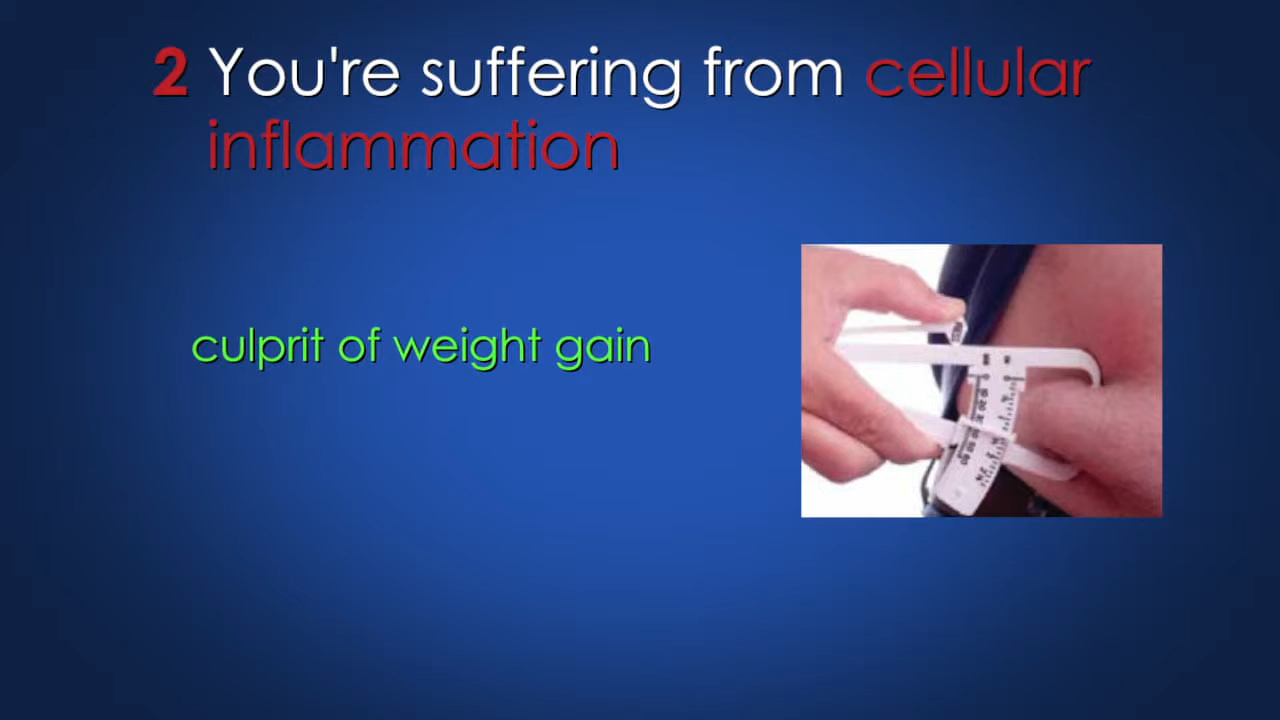 2 You're suffering from cellular
inflammation
culprit of weight gain